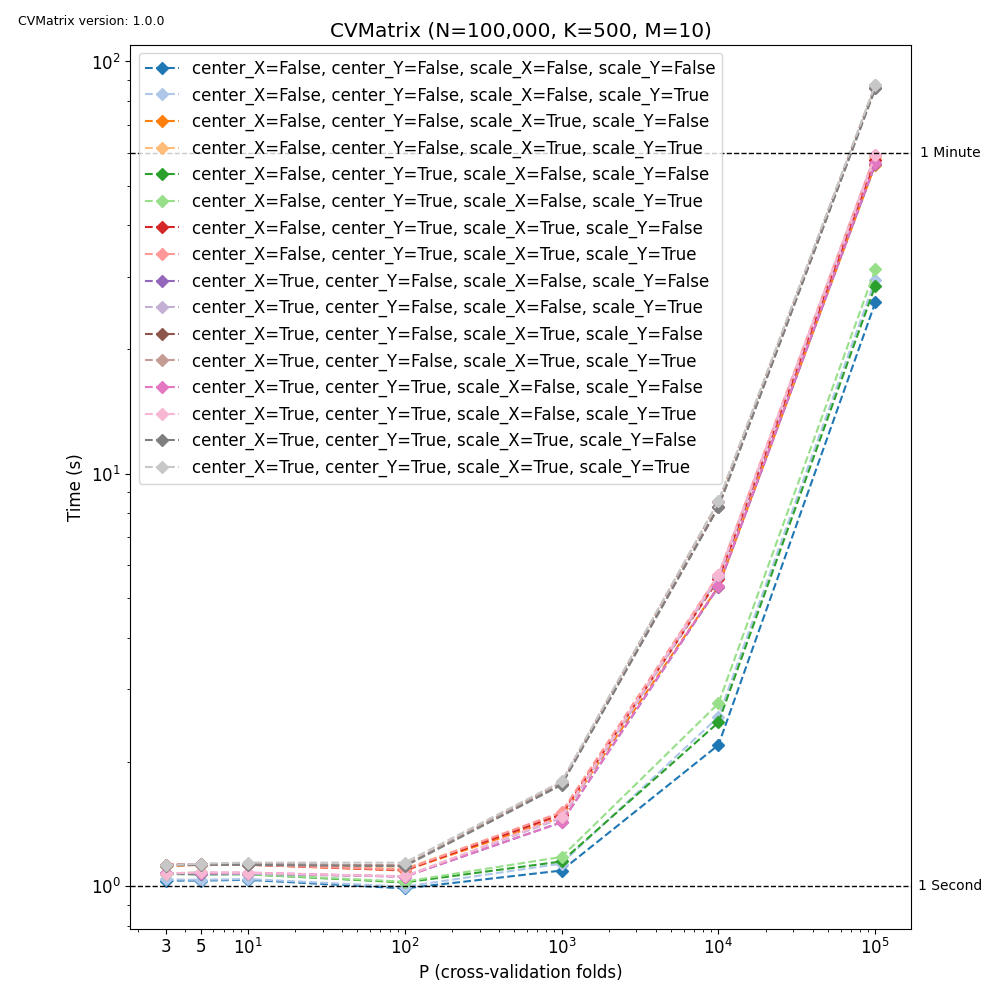 CVMatrix version: 1.0.0
CVMatrix (N=100,000, K=500, M=10)
10²
center_X=False, center_Y=False, scale_X=False, scale_Y=False
center_X=False, center_Y=False, scale_X=False, scale_Y=True
center_X=False, center_Y=False, scale_X=True, scale_Y=False
center_X=False, center_Y=False, scale_X=True, scale_Y=True
center_X=False, center_Y=True, scale_X=False, scale_Y=False
center_X=False, center_Y=True, scale_X=False, scale_Y=True
center_X=False, center_Y=True, scale_X=True, scale_Y=False
center_X=False, center_Y=True, scale_X=True, scale_Y=True
center_X=True, center_Y=False, scale_X=False, scale_Y=False
center_X=True, center_Y=False, scale_X=False, scale_Y=True
center_X=True, center_Y=False, scale_X=True, scale_Y=False
center_X=True, center_Y=False, scale_X=True, scale_Y=True
center_X=True, center_Y=True, scale_X=False, scale_Y=False
center_X=True, center_Y=True, scale_X=False, scale_Y=True
center_X=True, center_Y=True, scale_X=True, scale_Y=False
center_X=True, center_Y=True, scale_X=True, scale_Y=True
1 Minute
10¹
Time (s)
10⁰
1 Second
3 5 10¹ 10² 10³ 10⁴ 10⁵
P (cross-validation folds)